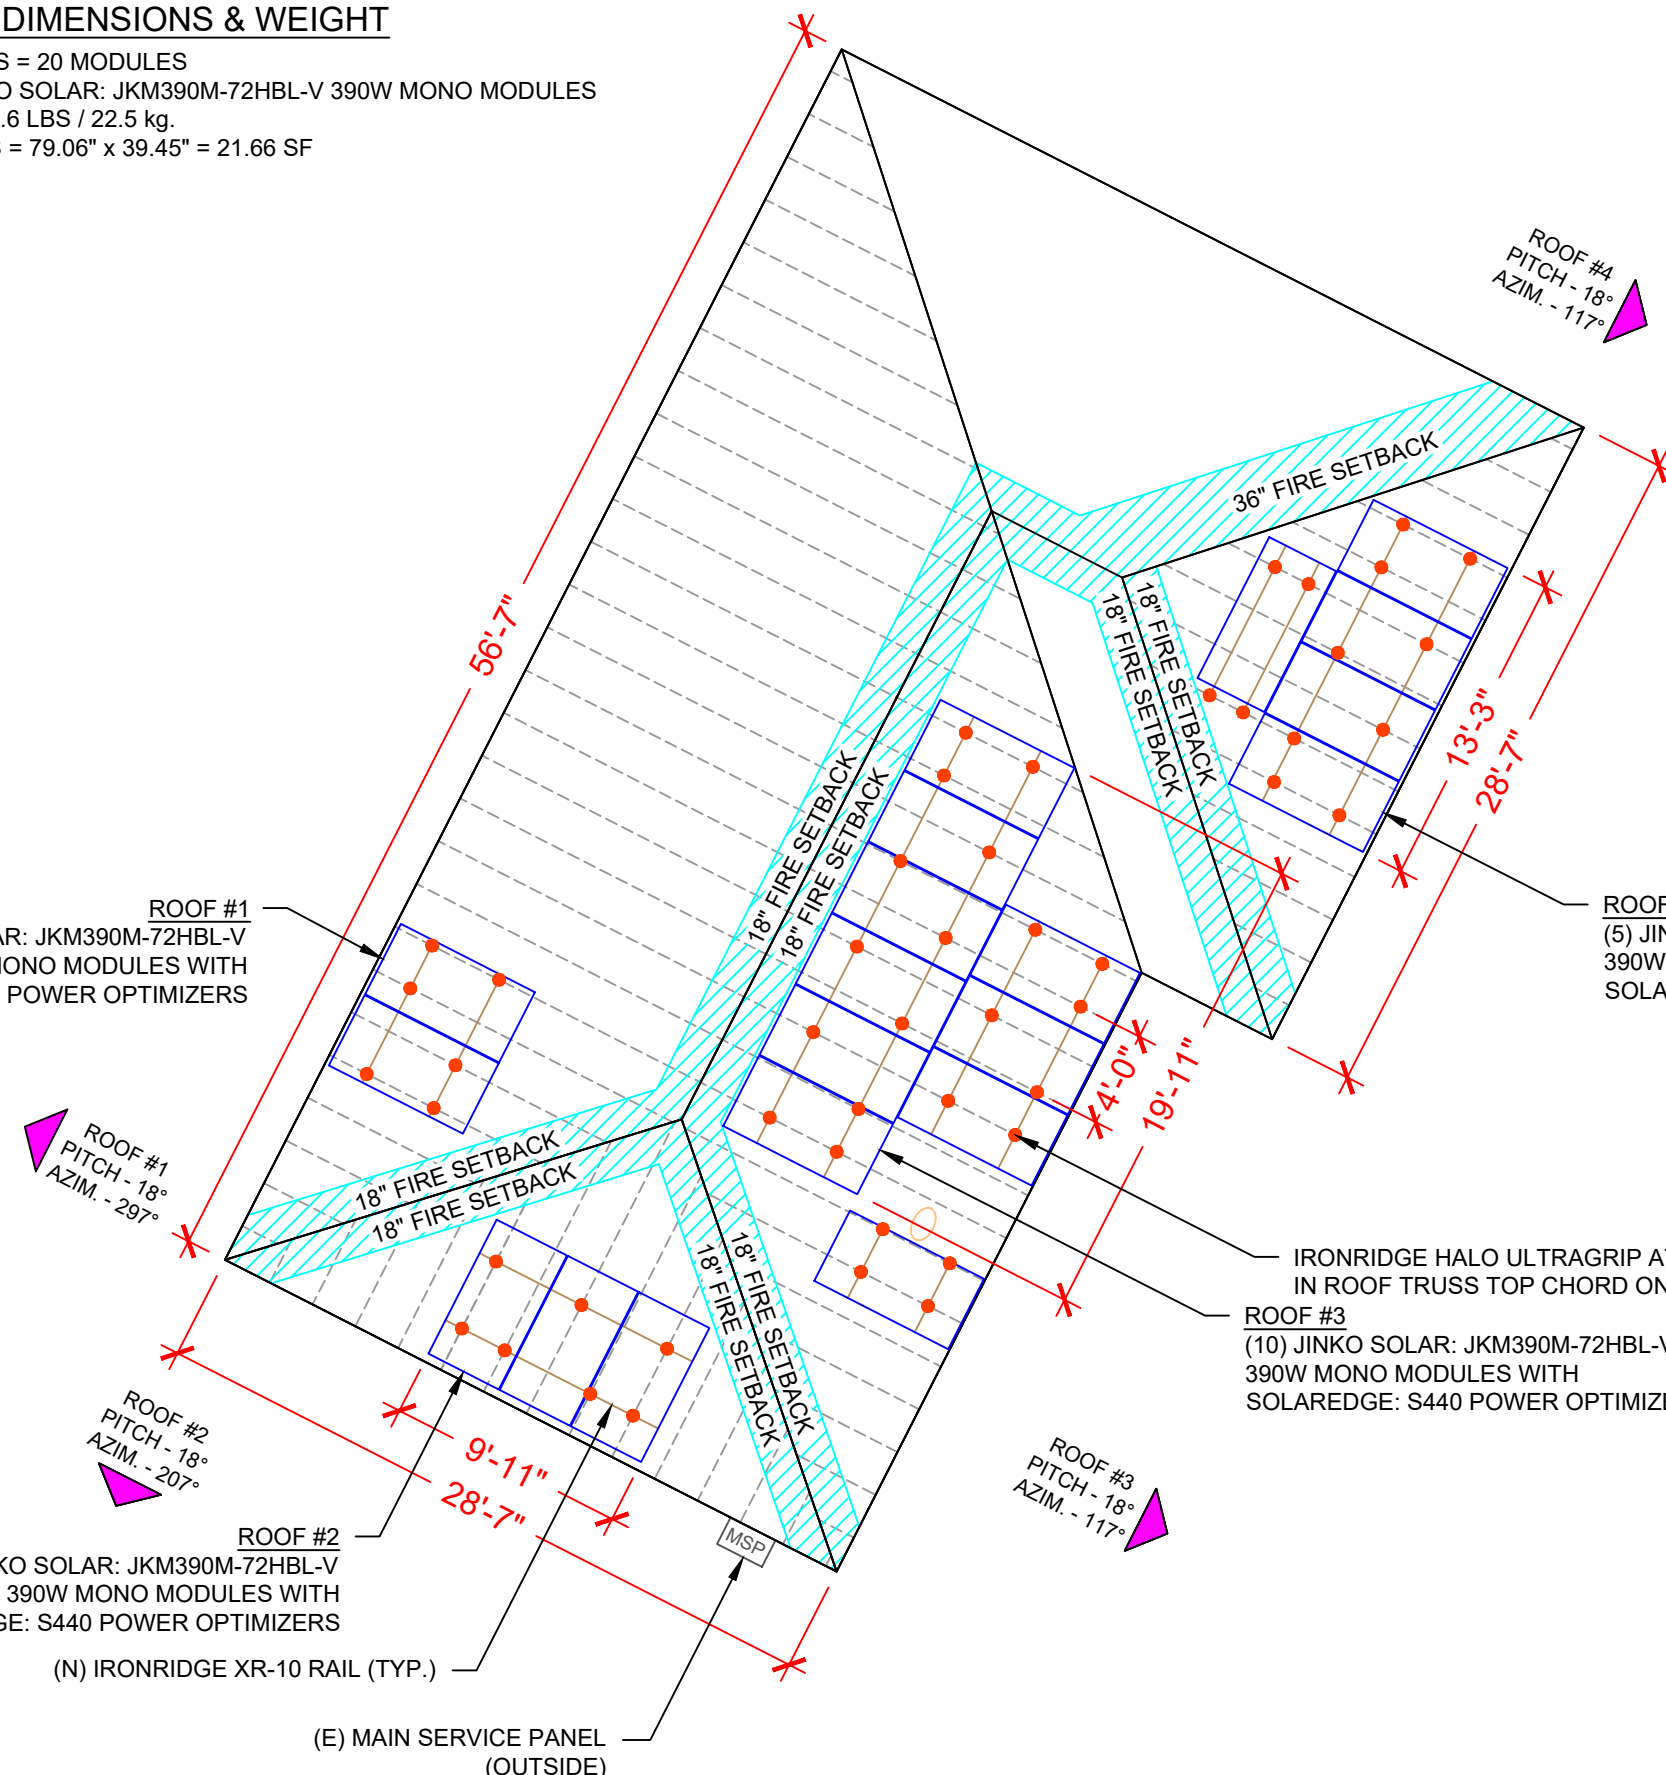 DIMENSIONS & WEIGHT
S = 20 MODULES
O SOLAR: JKM390M-72HBL-V 390W MONO MODULES
.6 LBS / 22.5 kg.
= 79.06" x 39.45" = 21.66 SF
ROOF #4
PITCH - 18°
AZIM. - 117°
36" FIRE SETBACK
18" FIRE SETBACK
18" FIRE SETBACK
56'-7"
13'-3"
28'-7"
18" FIRE SETBACK
18" FIRE SETBACK
ROOF #1
AR: JKM390M-72HBL-V
MONO MODULES WITH
POWER OPTIMIZERS
ROOF
(5) JIN
390W
SOLA
4'-0"
19'-11"
ROOF #1
PITCH - 18°
AZIM. - 297°
18" FIRE SETBACK
18" FIRE SETBACK
18" FIRE SETBACK
18" FIRE SETBACK
IRONRIDGE HALO ULTRAGRIP AT
IN ROOF TRUSS TOP CHORD ON
ROOF #3
(10) JINKO SOLAR: JKM390M-72HBL-V
390W MONO MODULES WITH
SOLAREDGE: S440 POWER OPTIMIZE
ROOF #2
PITCH - 18°
AZIM. - 207°
9'-11"
28'-7"
ROOF #3
PITCH - 18°
AZIM. - 117°
MSP
ROOF #2
KO SOLAR: JKM390M-72HBL-V
390W MONO MODULES WITH
GE: S440 POWER OPTIMIZERS
(N) IRONRIDGE XR-10 RAIL (TYP.)
(E) MAIN SERVICE PANEL
(OUTSIDE)